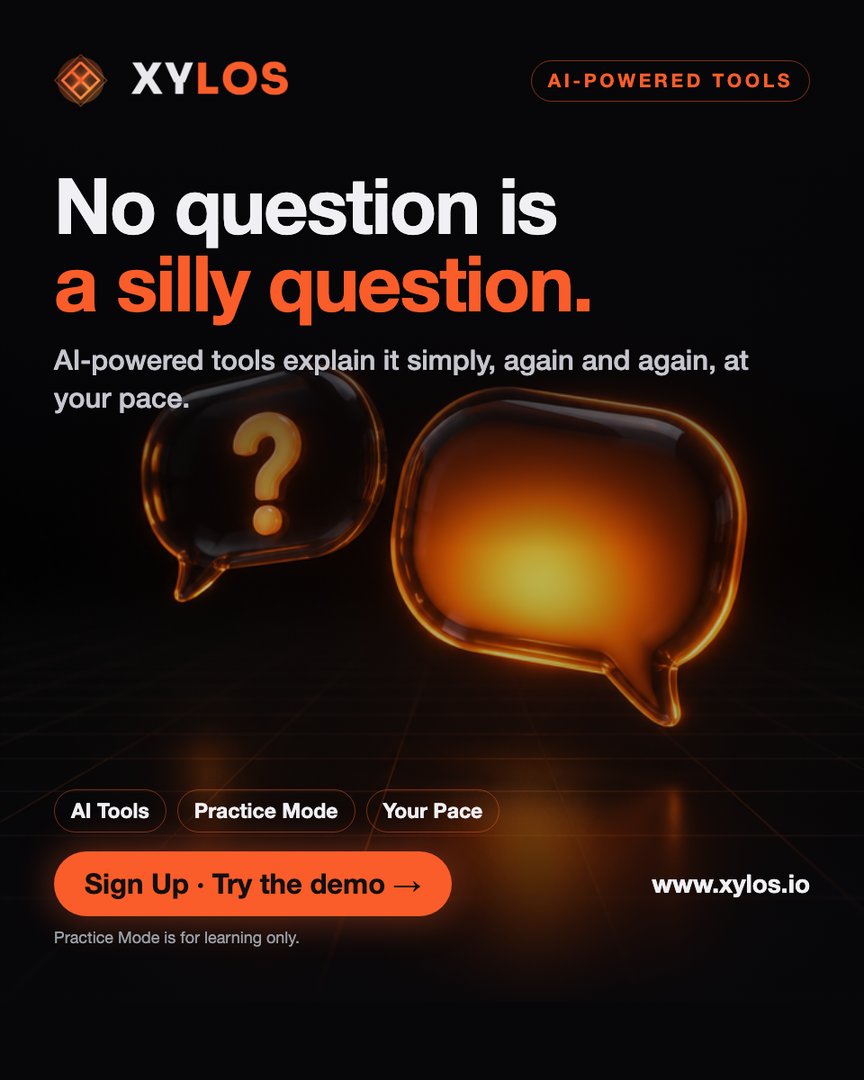 XYLOS
AI-POWERED TOOLS
No question is
a silly question.
AI-powered tools explain it simply, again and again, at
your pace.
?
AI Tools
Practice Mode
Your Pace
Sign Up · Try the demo →
www.xylos.io
Practice Mode is for learning only.